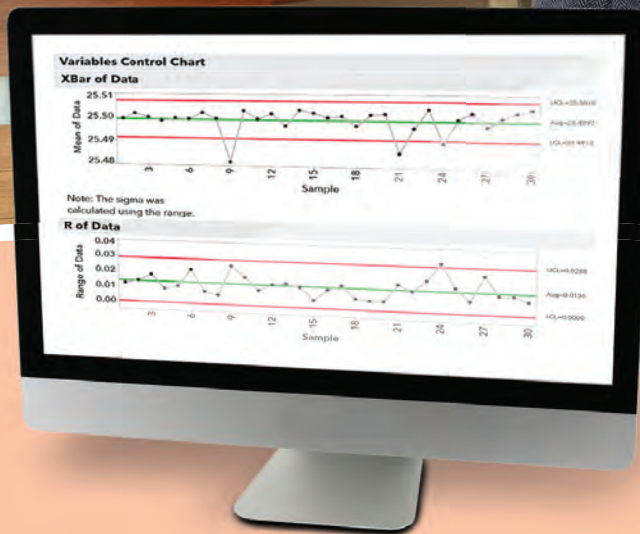 Variables Control Chart
XBar of Data
Mean of Data
25.51
25.50
25.49
25.48
3
6
9
12
15
18
21
24
27
30
Sample
Note: The sigma was
calculated using the range.
R of Data
Range of Data
0.04
0.03
0.02
0.01
0.00
3
6
9
12
15
18
21
24
27
30
Sample
UCL=0.0288
Avg=0.0136
LCL=0.0000